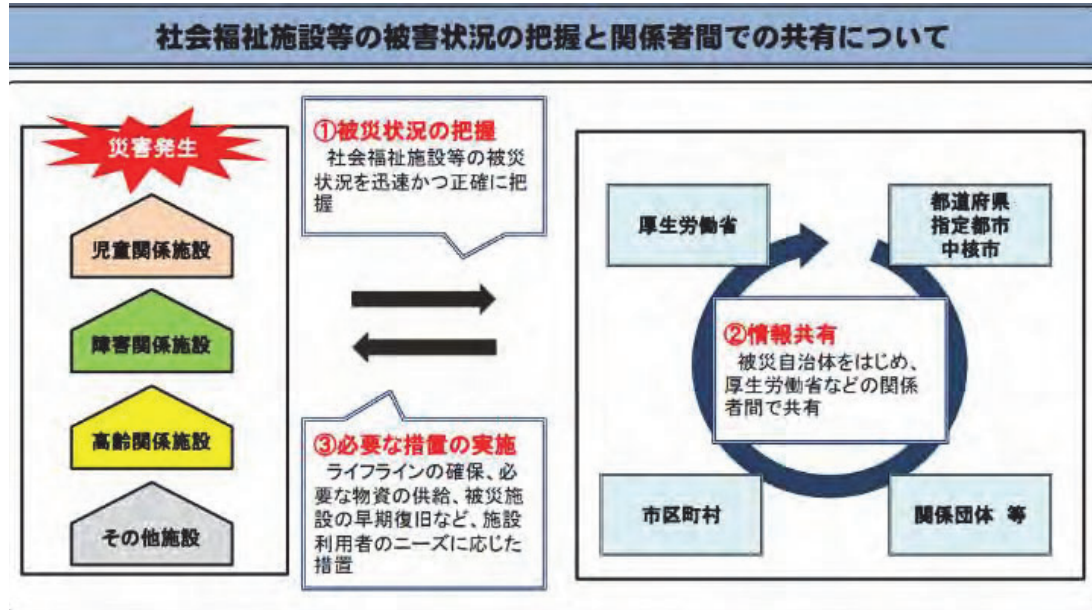 社会福祉施設等の被害状況の把握と関係者間での共有について
災害発生
児童関係施設
障害関係施設
高齢関係施設
その他施設
①被災状況の把握
社会福祉施設等の被災
状況を迅速かつ正確に把
握
③必要な措置の実施
ライフラインの確保、必
要な物資の供給、被災施
設の早期復旧など、施設
利用者のニーズに応じた
措置
厚生労働省
都道府県
指定都市
中核市
②情報共有
被災自治体をはじめ、
厚生労働省などの関係
者間で共有
市区町村
関係団体 等